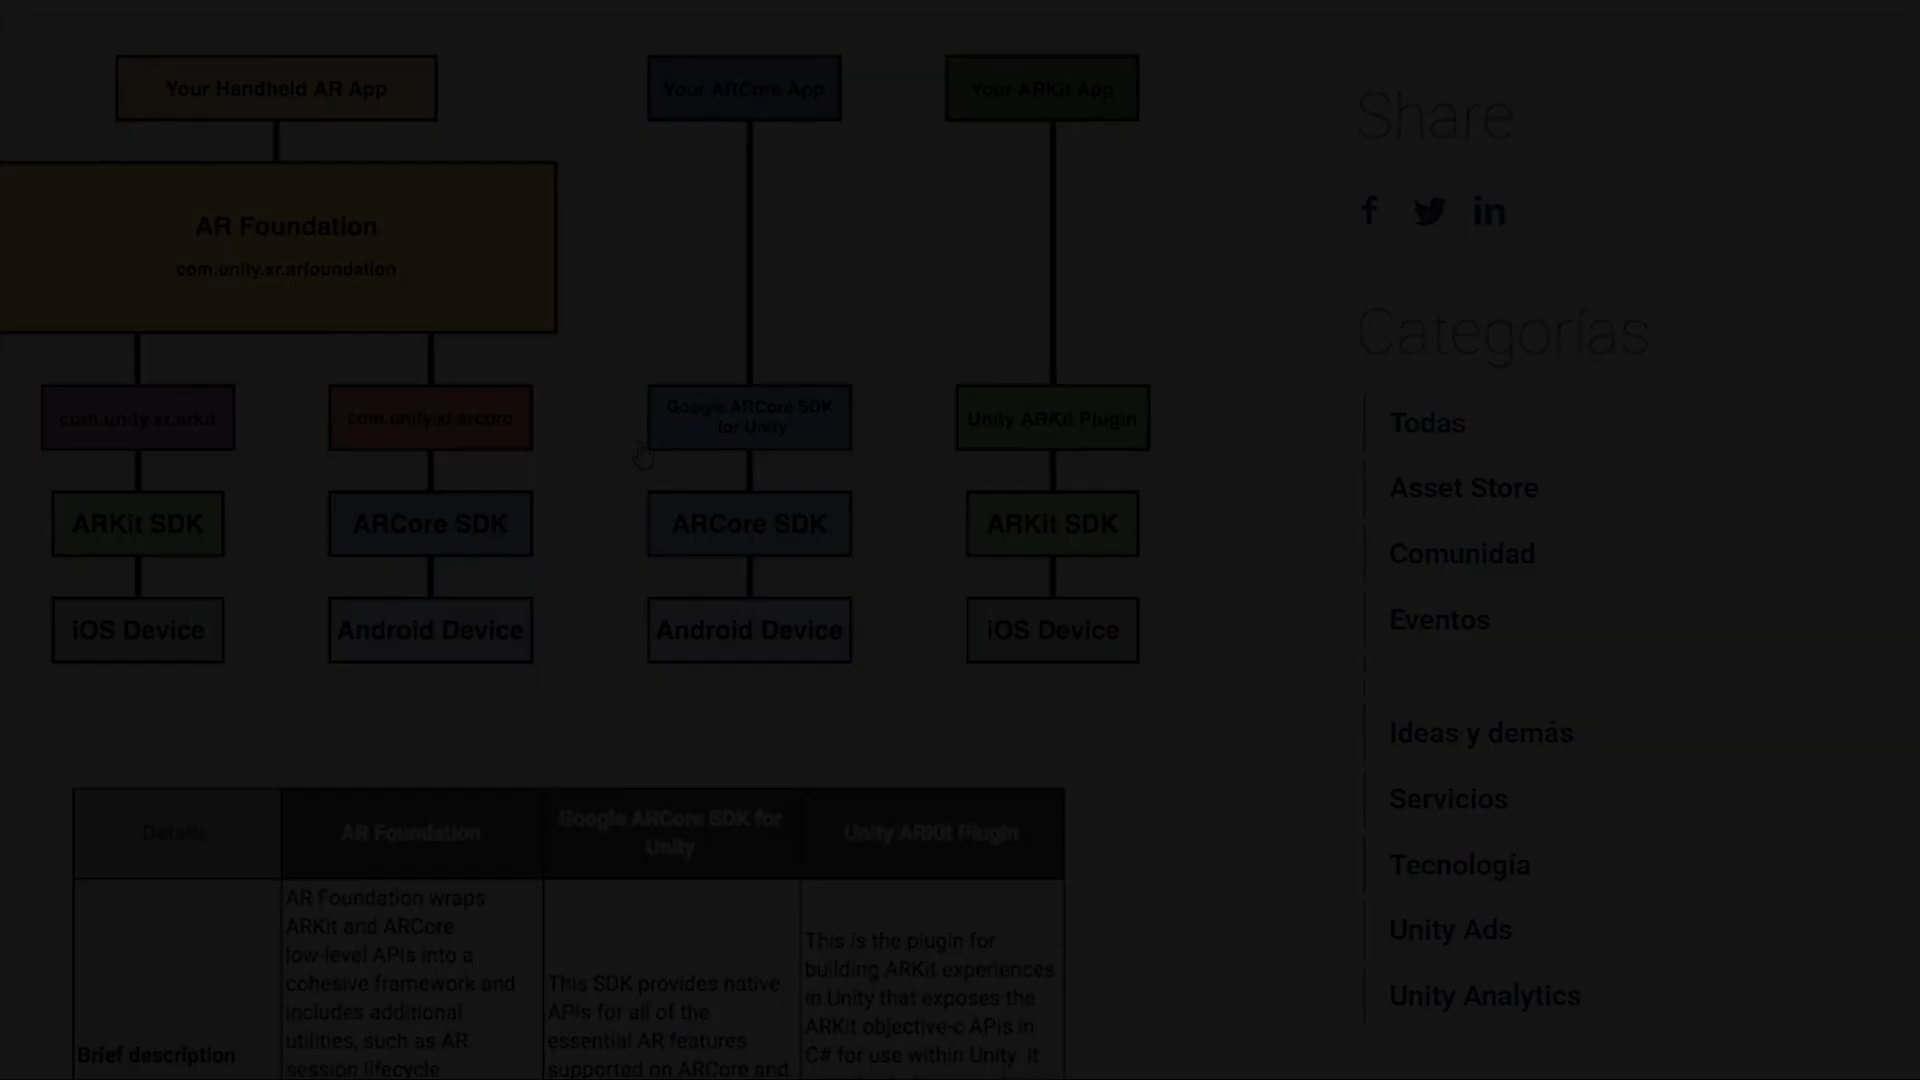 Your Handheld AR App
Your ARCore App
Your ARKit App
AR Foundation
com.unity.xr.arfoundation
com.unity.xr.arkit
com.unity.xr.arcore
Google ARCore SDK
for Unity
Unity ARKit Plugin
ARKit SDK
ARCore SDK
ARCore SDK
ARKit SDK
iOS Device
Android Device
Android Device
iOS Device
Details
AR Foundation
Google ARCore SDK for
Unity
Unity ARKit Plugin
Brief description
AR Foundation wraps
ARKit and ARCore
low-level APIs into a
cohesive framework and
includes additional
utilities, such as AR
session lifecycle
This SDK provides native
APIs for all of the
essential AR features
supported on ARCore and
This is the plugin for
building ARKit experiences
in Unity that exposes the
ARKit objective-c APIs in
C# for use within Unity. It
Share
f
in
Categorías
Todas
Asset Store
Comunidad
Eventos
Ideas y demás
Servicios
Tecnología
Unity Ads
Unity Analytics